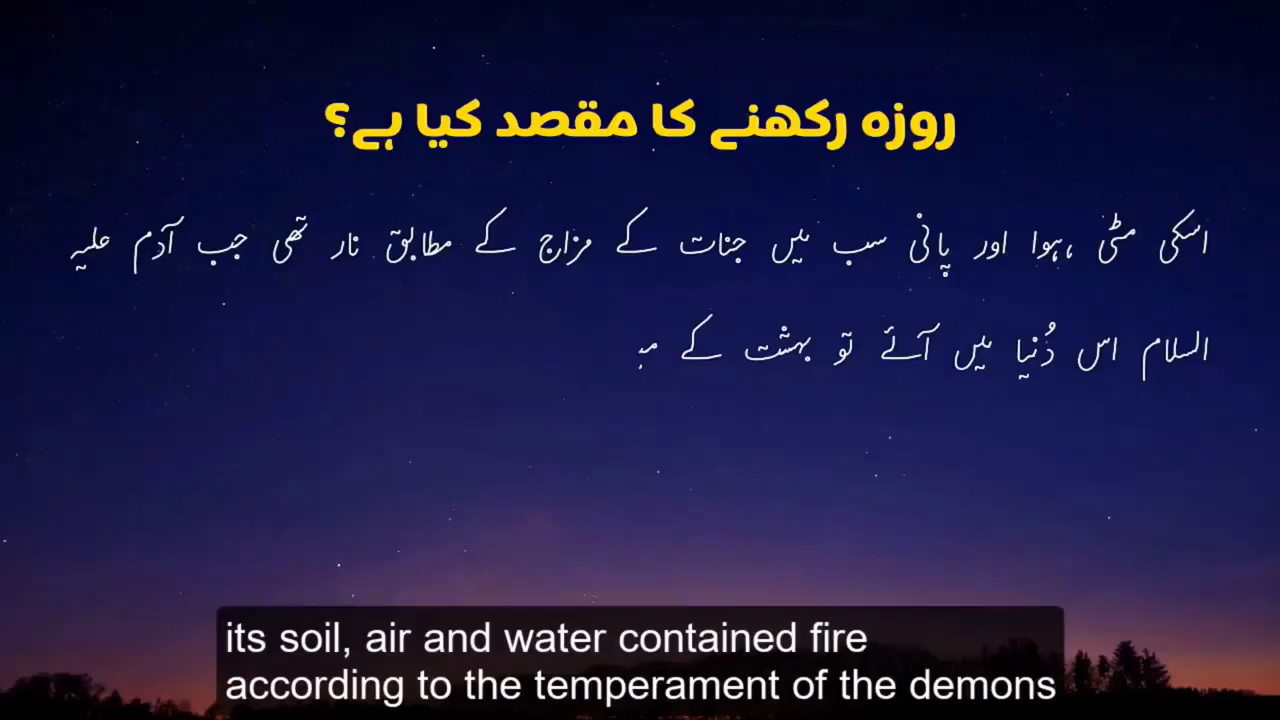 روزہ رکھنے کا مقصد کیا ہے؟
اسکی مٹی ،ہوا اور پانی سب میں جنات کے مزاج کے مطابق نار تھی جب آدم علیہ
السلام اس دُنیا میں آئے تو بہشت کے
its soil, air and water contained fire
according to the temperament of the demons